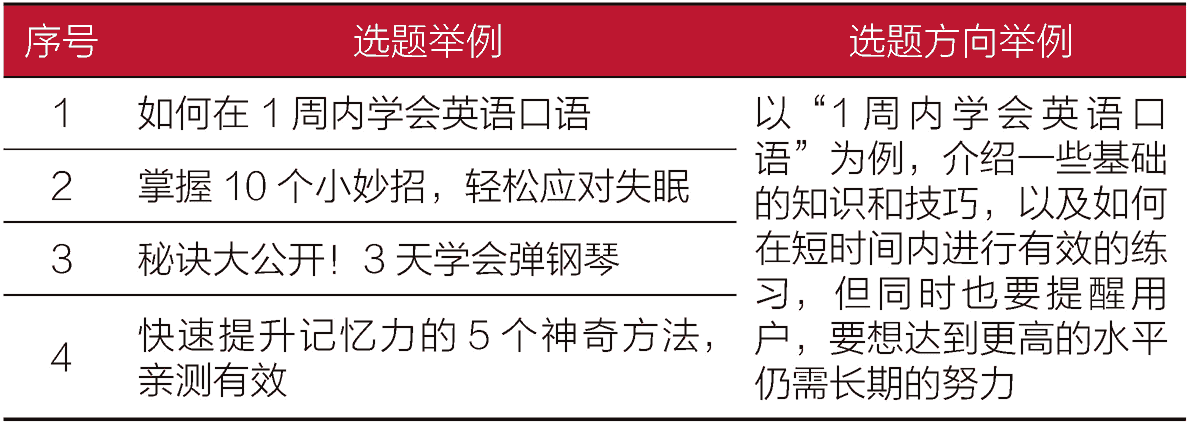 序号 选题举例 选题方向举例
1 如何在 1 周内学会英语口语
2 掌握 10 个小妙招，轻松应对失眠
3 秘诀大公开！3 天学会弹钢琴
4 快速提升记忆力的 5 个神奇方法，
亲测有效
以“1 周内学会英语口
语”为例，介绍一些基础
的知识和技巧，以及如何
在短时间内进行有效的练
习，但同时也要提醒用
户，要想达到更高的水平
仍需长期的努力